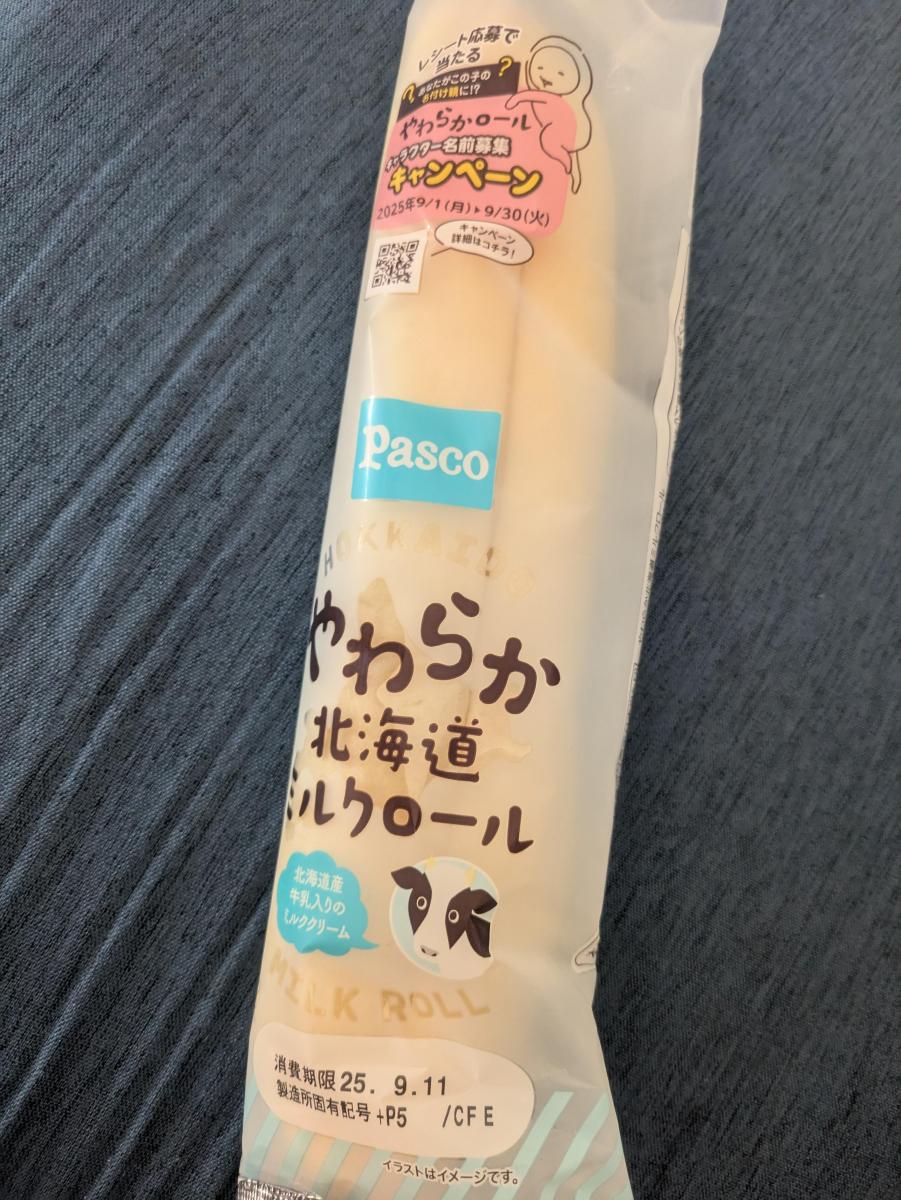 レシート応募で
当たる
あなたがこの子の
名付け親に!?
やわらかロール
キャラクター名前募集
キャンペーン
2025年9/1(月)▸9/30(火)
キャンペーン
詳細はコチラ!
Pasco
HOKKAIDO
やわらか
北海道
ミルクロール
北海道産
牛乳入りの
ミルククリーム
MILK ROLL
消費期限 25. 9.11
製造所固有記号 +P5 /CFE
イラストはイメージです。